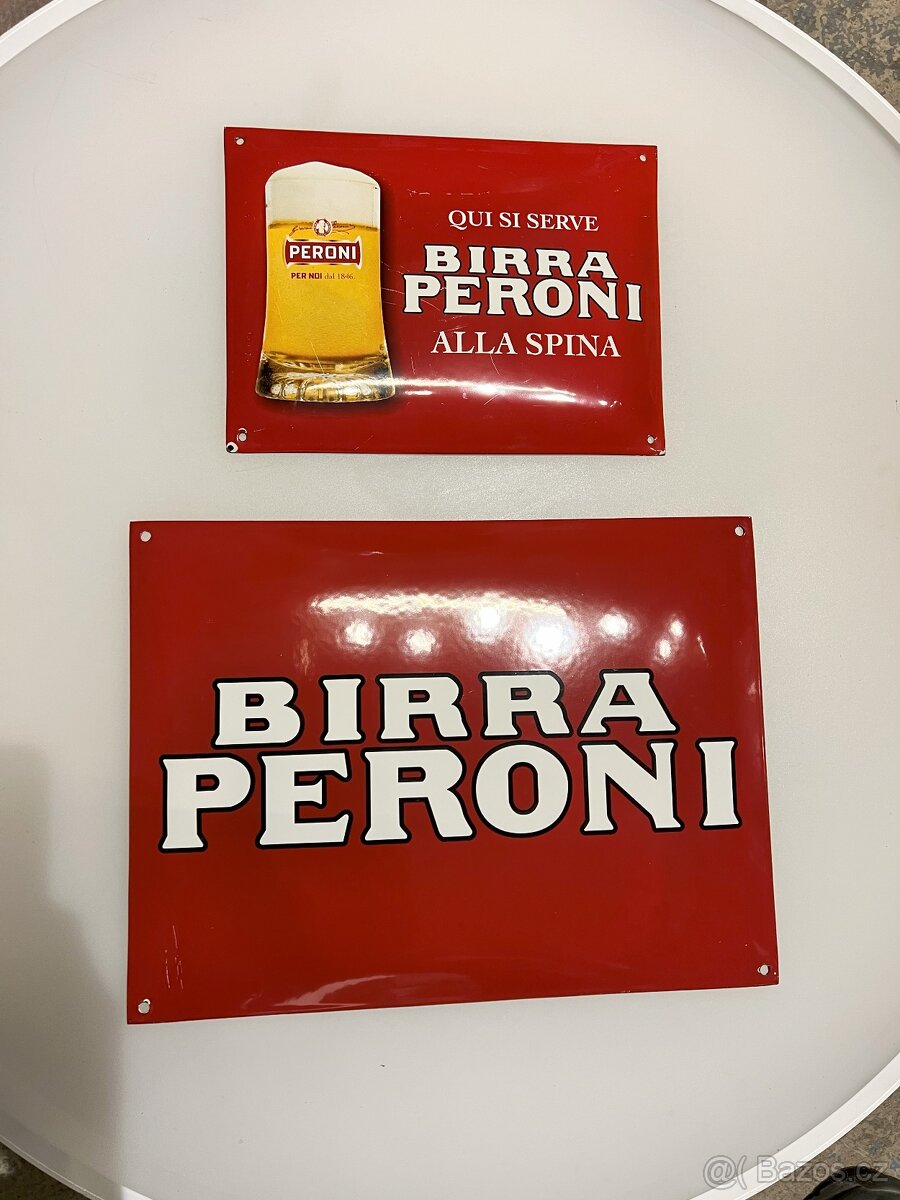 PERONI
PER NOI dal 1846.
QUI SI SERVE
BIRRA
PERONI
ALLA SPINA
BIRRA
PERONI
@( Bazos.cz